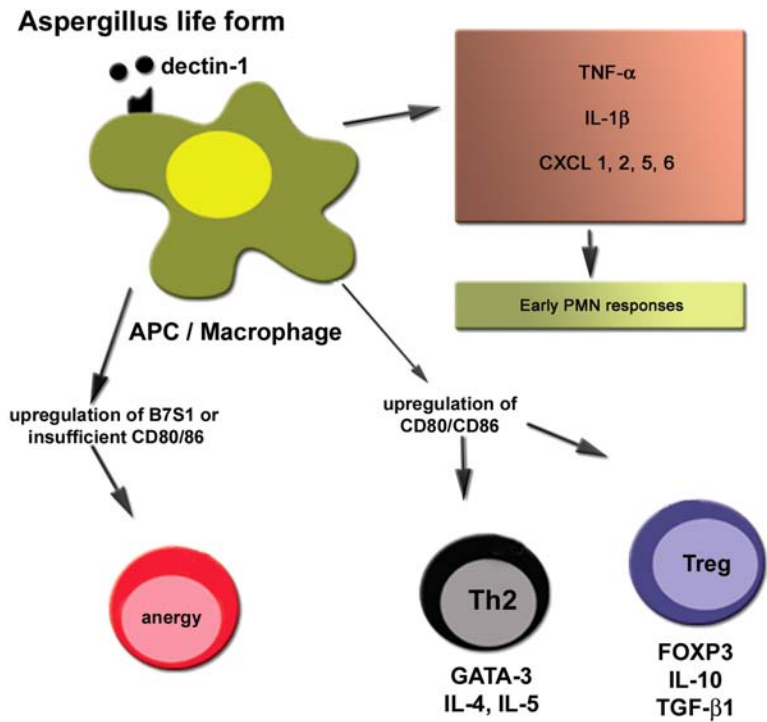 Aspergillus life form
dectin-1
TNF-α
IL-1β
CXCL 1, 2, 5, 6
Early PMN responses
APC / Macrophage
upregulation of B7S1 or
insufficient CD80/86
upregulation of
CD80/CD86
anergy
Th2
GATA-3
IL-4, IL-5
Treg
FOXP3
IL-10
TGF-β1